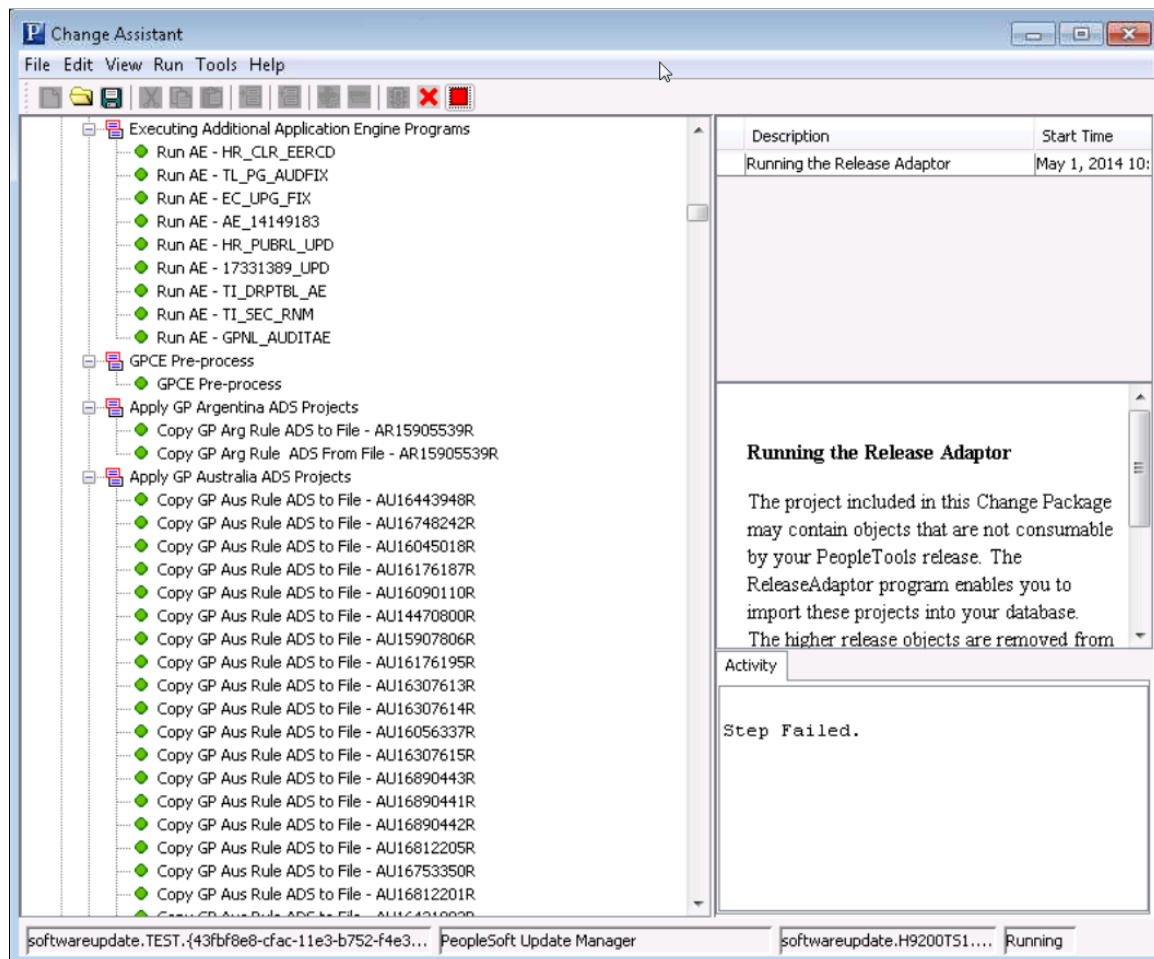 P Change Assistant
File Edit View Run Tools Help
Executing Additional Application Engine Programs
Run AE - HR_CLR_EERCD
Run AE - TL_PG_AUDFIX
Run AE - EC_UPG_FIX
Run AE - AE_14149183
Run AE - HR_PUBRL_UPD
Run AE - 17331389_UPD
Run AE - TI_DRPTBL_AE
Run AE - TI_SEC_RNM
Run AE - GPNL_AUDITAE
GPCE Pre-process
GPCE Pre-process
Apply GP Argentina ADS Projects
Copy GP Arg Rule ADS to File - AR15905539R
Copy GP Arg Rule  ADS From File - AR15905539R
Apply GP Australia ADS Projects
Copy GP Aus Rule ADS to File - AU16443948R
Copy GP Aus Rule ADS to File - AU16748242R
Copy GP Aus Rule ADS to File - AU16045018R
Copy GP Aus Rule ADS to File - AU16176187R
Copy GP Aus Rule ADS to File - AU16090110R
Copy GP Aus Rule ADS to File - AU14470800R
Copy GP Aus Rule ADS to File - AU15907806R
Copy GP Aus Rule ADS to File - AU16176195R
Copy GP Aus Rule ADS to File - AU16307613R
Copy GP Aus Rule ADS to File - AU16307614R
Copy GP Aus Rule ADS to File - AU16056337R
Copy GP Aus Rule ADS to File - AU16307615R
Copy GP Aus Rule ADS to File - AU16890443R
Copy GP Aus Rule ADS to File - AU16890441R
Copy GP Aus Rule ADS to File - AU16890442R
Copy GP Aus Rule ADS to File - AU16812205R
Copy GP Aus Rule ADS to File - AU16753350R
Copy GP Aus Rule ADS to File - AU16812201R
Copy GP Aus Rule ADS to File -
Description Start Time
Running the Release Adaptor May 1, 2014 10:
Running the Release Adaptor
The project included in this Change Package
may contain objects that are not consumable
by your PeopleTools release. The
ReleaseAdaptor program enables you to
import these projects into your database.
The higher release objects are removed from
Activity
Step Failed.
softwareupdate.TEST.{43fbf8e8-cfac-11e3-b752-f4e3... PeopleSoft Update Manager softwareupdate.H9200TS1.... Running